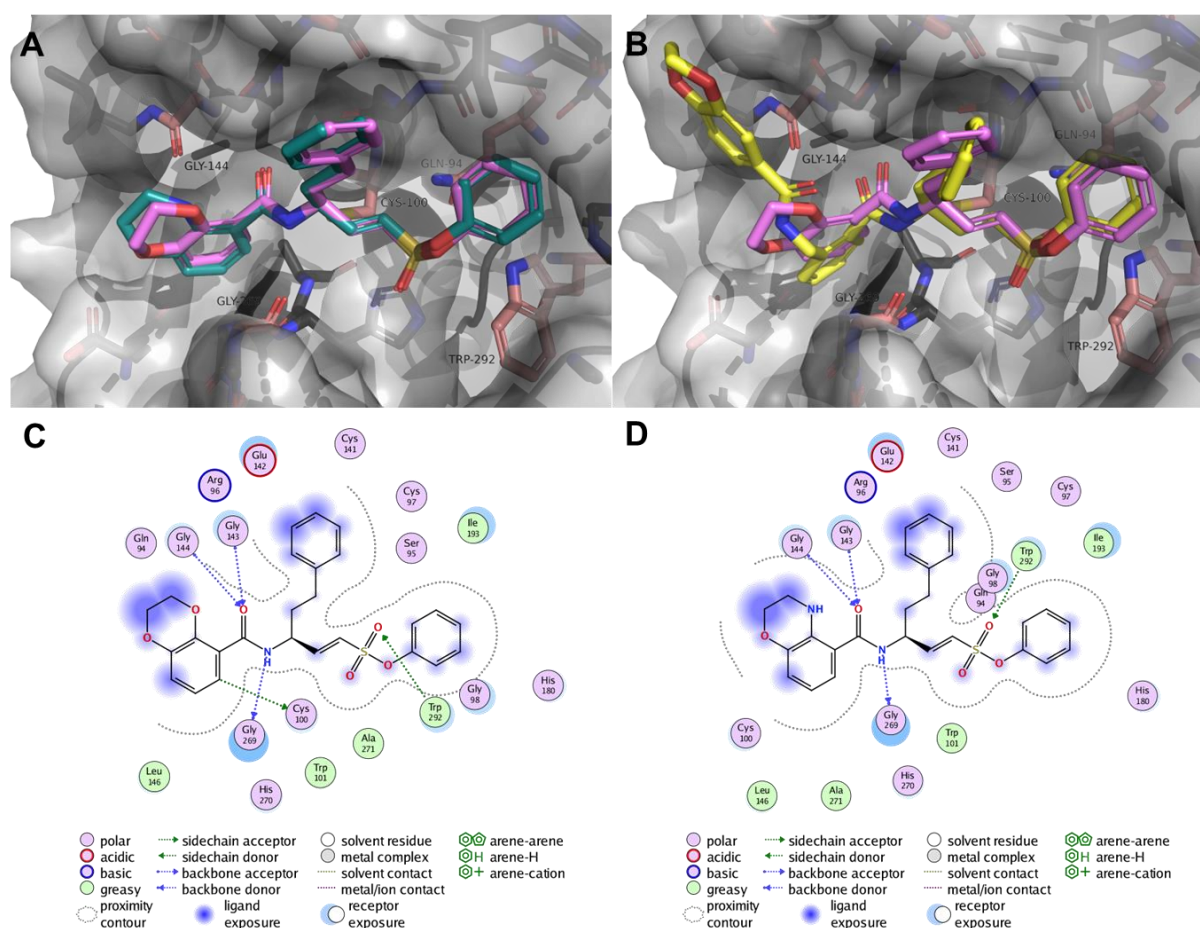 A
GLY-144
GLN-94
CYS-100
TRP-292
B
GLY-144
GLN-94
CYS-100
TRP-292
C
Cys
141
Glu
142
Arg
96
Cys
97
Gly
143
Ile
193
Gln
94
Gly
144
Ser
95
O
O
O
O
N
H
S
O
O
His
180
Gly
98
Cys
100
Trp
292
Gly
269
Ala
271
Leu
146
Trp
101
His
270
D
Cys
141
Glu
142
Ser
95
Arg
96
Cys
97
Gly
143
Ile
193
Gly
144
Trp
292
Gly
98
Gln
94
NH
O
O
O
N
H
S
O
O
His
180
Gly
269
Cys
100
Trp
101
His
270
Leu
146
Ala
271
polar sidechain acceptor solvent residue arene-arene
acidic sidechain donor metal complex H arene-H
basic backbone acceptor solvent contact + arene-cation
greasy backbone donor metal/ion contact
proximity ligand receptor
contour exposure exposure
polar sidechain acceptor solvent residue arene-arene
acidic sidechain donor metal complex H arene-H
basic backbone acceptor solvent contact + arene-cation
greasy backbone donor metal/ion contact
proximity ligand receptor
contour exposure exposure